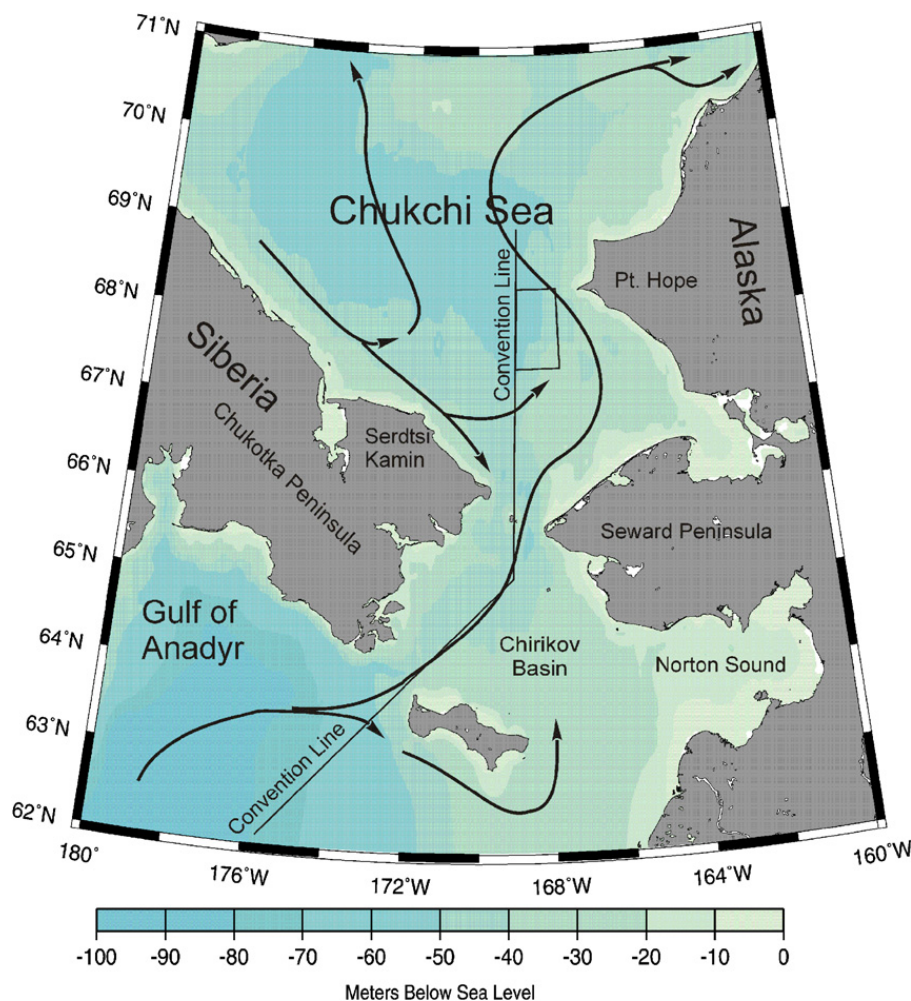 71˚N
70˚N
69˚N
68˚N
67˚N
66˚N
65˚N
64˚N
63˚N
62˚N
Chukchi Sea
Alaska
Pt. Hope
Convention Line
Siberia
Chukotka Peninsula
Serdtsi
Kamin
Seward Peninsula
Gulf of
Anadyr
Chirikov
Basin
Norton Sound
Convention Line
180˚
176˚W
172˚W
168˚W
164˚W
160˚W
-100 -90 -80 -70 -60 -50 -40 -30 -20 -10 0
Meters Below Sea Level